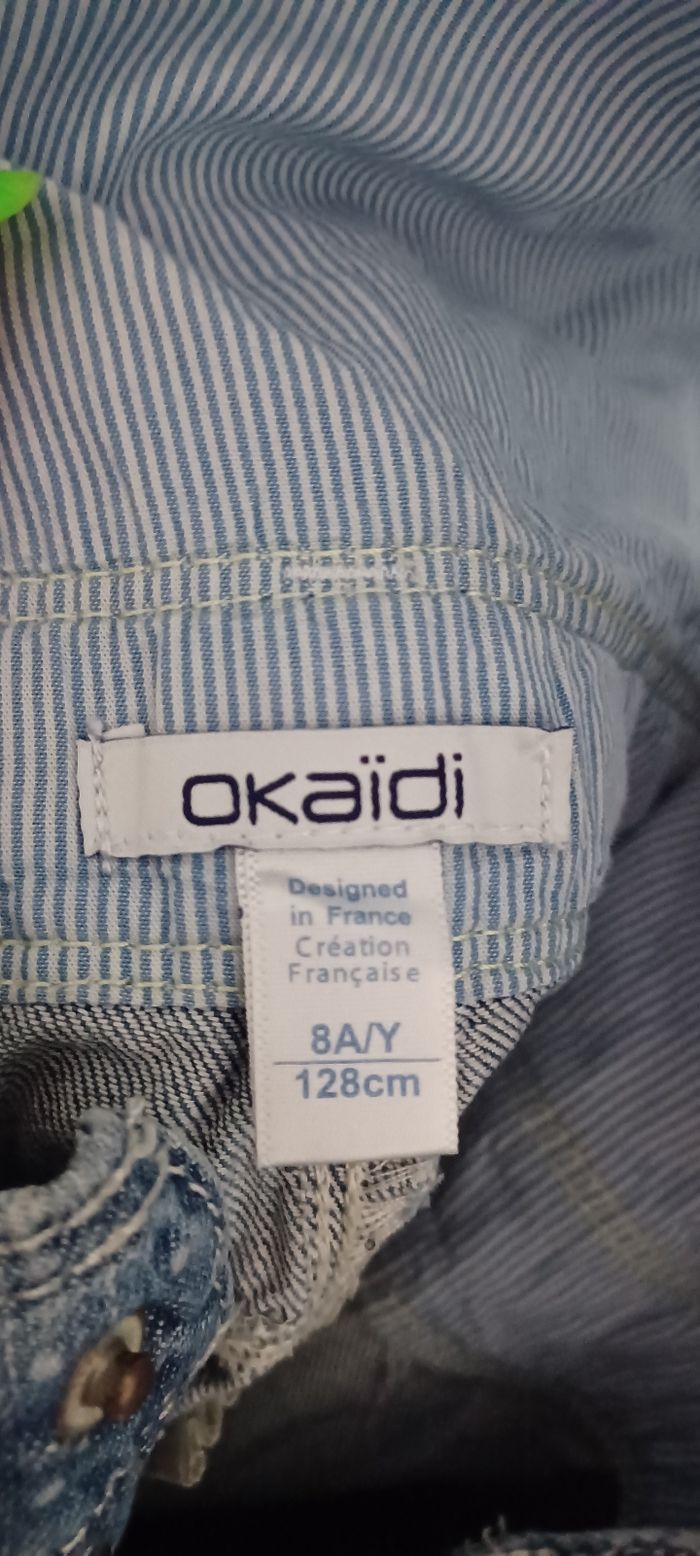 okaïdi
Designed
in France
Création
Française
8A/Y
128cm